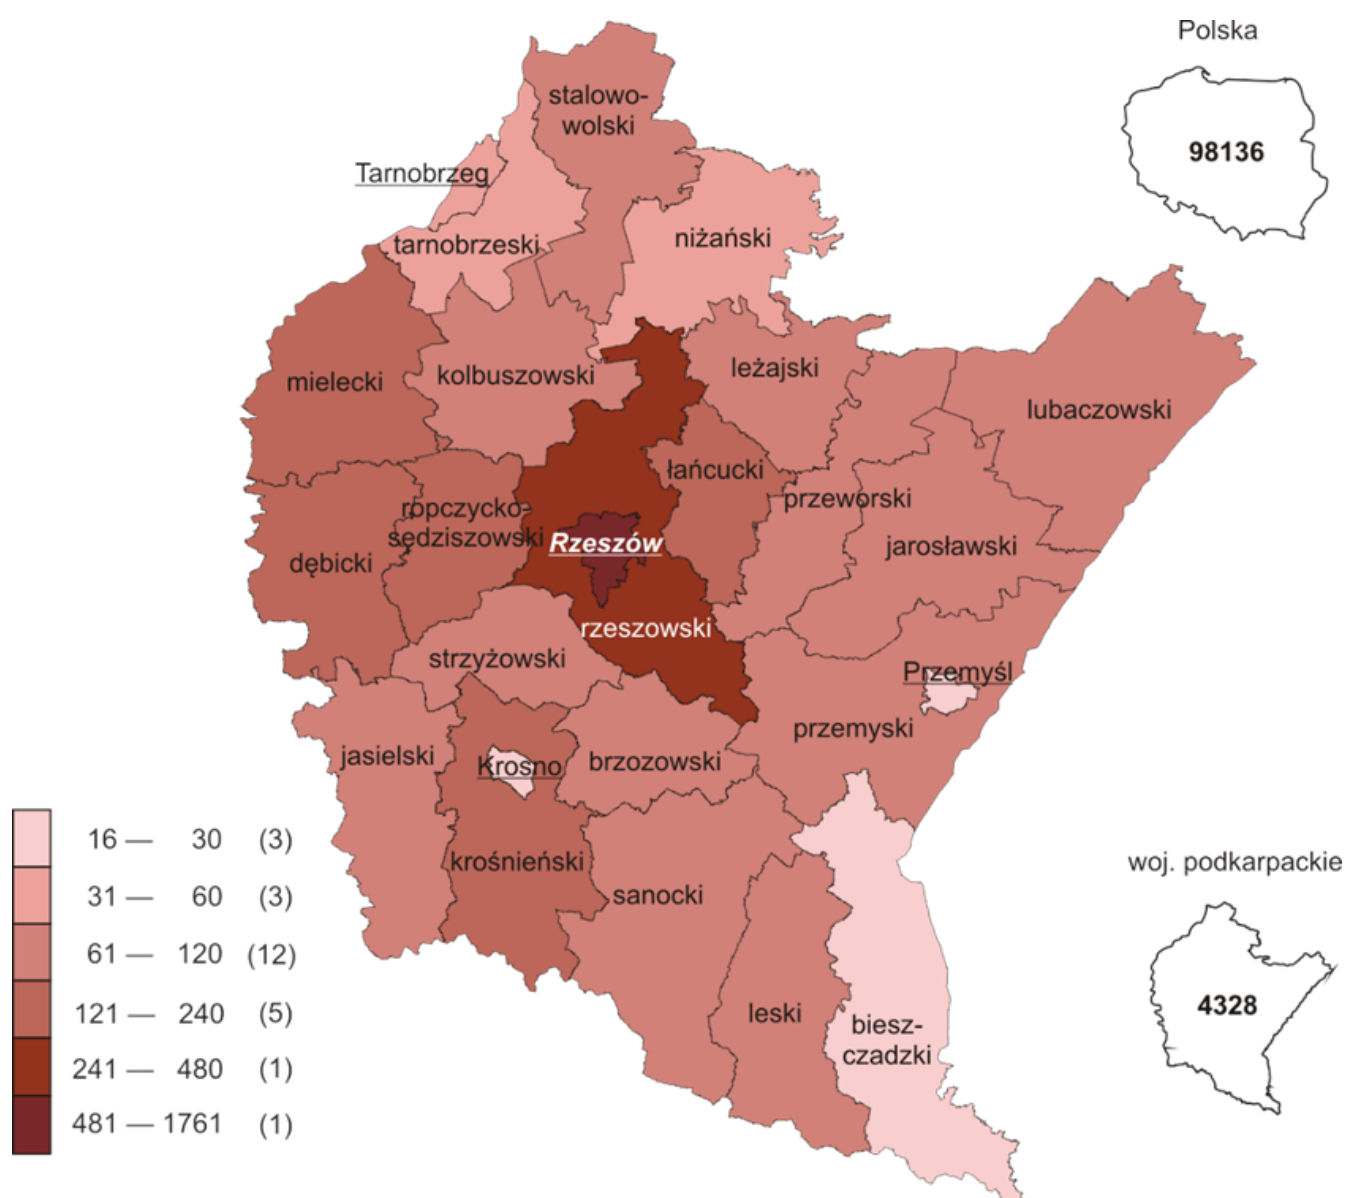 Polska
98136
stalowo-
wolski
Tarnobrzeg
tarnobrzeski
niżański
mielecki
kolbuszowski
leżajski
lubaczowski
łańcucki
przeworski
ropczycko-
sędziszowski
dębicki
Rzeszów
jarosławski
rzeszowski
strzyżowski
Przemyśl
przemyski
jasielski
Krosno
brzozowski
krośnieński
sanocki
leski
biesz-
czadzki
16 — 30 (3)
31 — 60 (3)
61 — 120 (12)
121 — 240 (5)
241 — 480 (1)
481 — 1761 (1)
woj. podkarpackie
4328